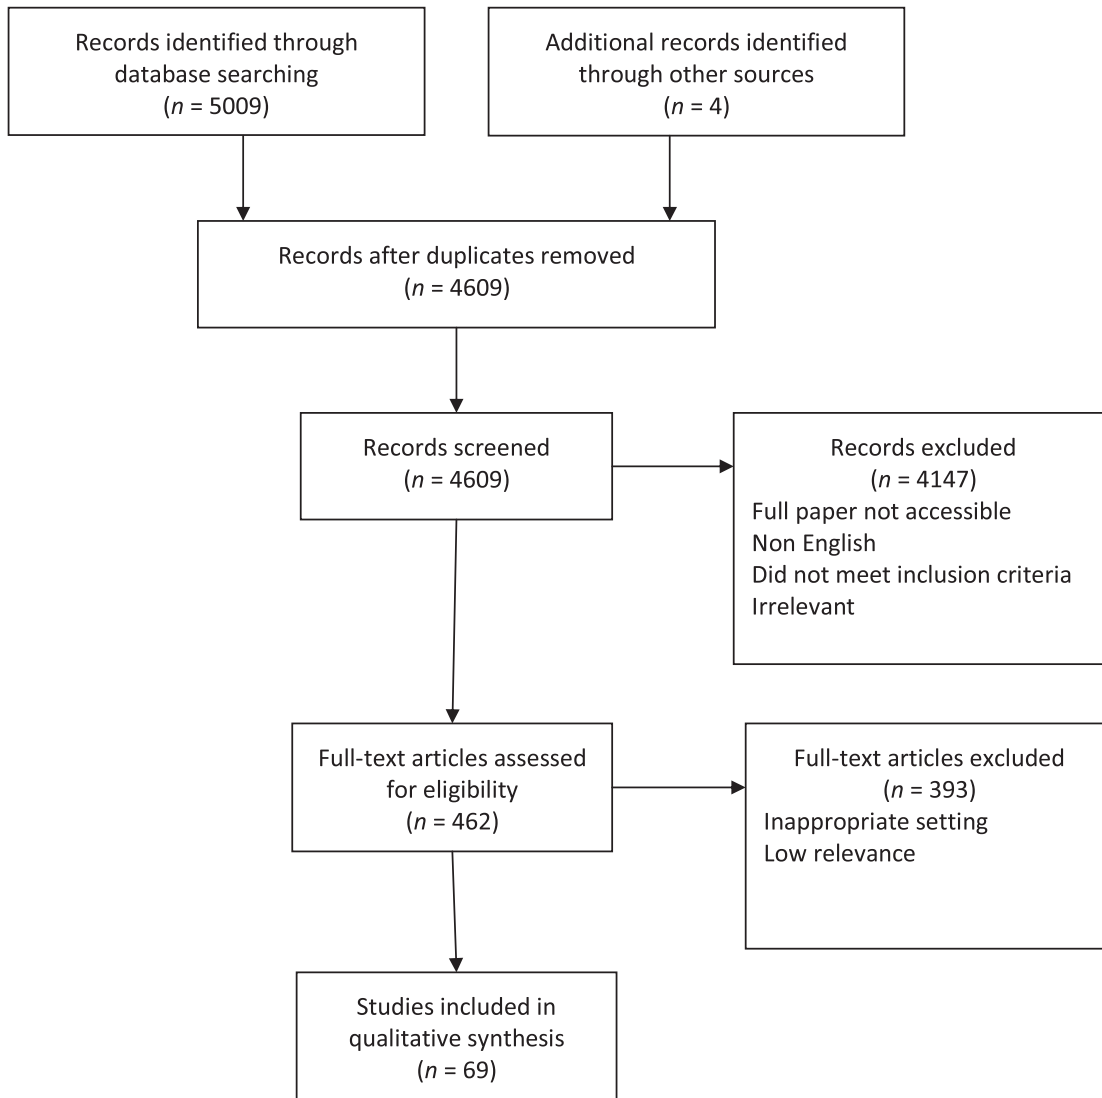 Records identified through
database searching
(n = 5009)
Additional records identified
through other sources
(n = 4)
Records after duplicates removed
(n = 4609)
Records screened
(n = 4609)
Records excluded
(n = 4147)
Full paper not accessible
Non English
Did not meet inclusion criteria
Irrelevant
Full-text articles assessed
for eligibility
(n = 462)
Full-text articles excluded
(n = 393)
Inappropriate setting
Low relevance
Studies included in
qualitative synthesis
(n = 69)